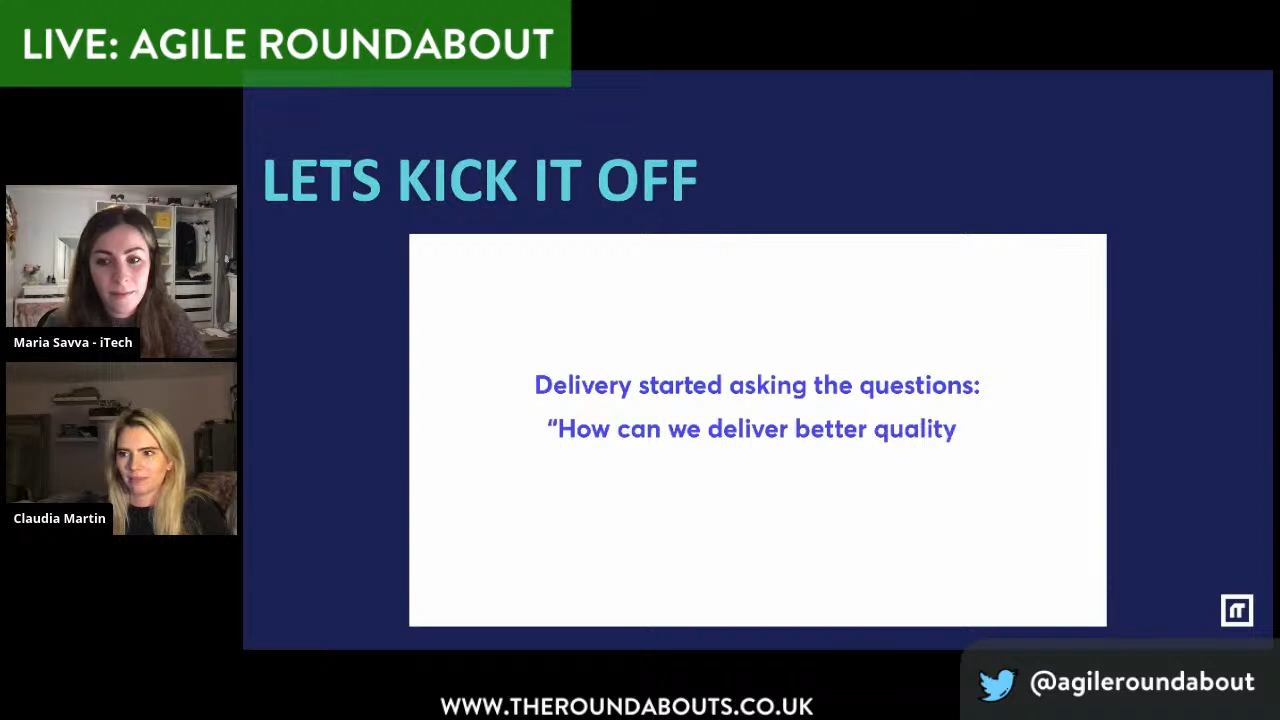 LIVE: AGILE ROUNDABOUT
LETS KICK IT OFF
Maria Savva - iTech
Delivery started asking the questions:
“How can we deliver better quality
Claudia Martin
@agileroundabout
WWW.THEROUNDABOUTS.CO.UK